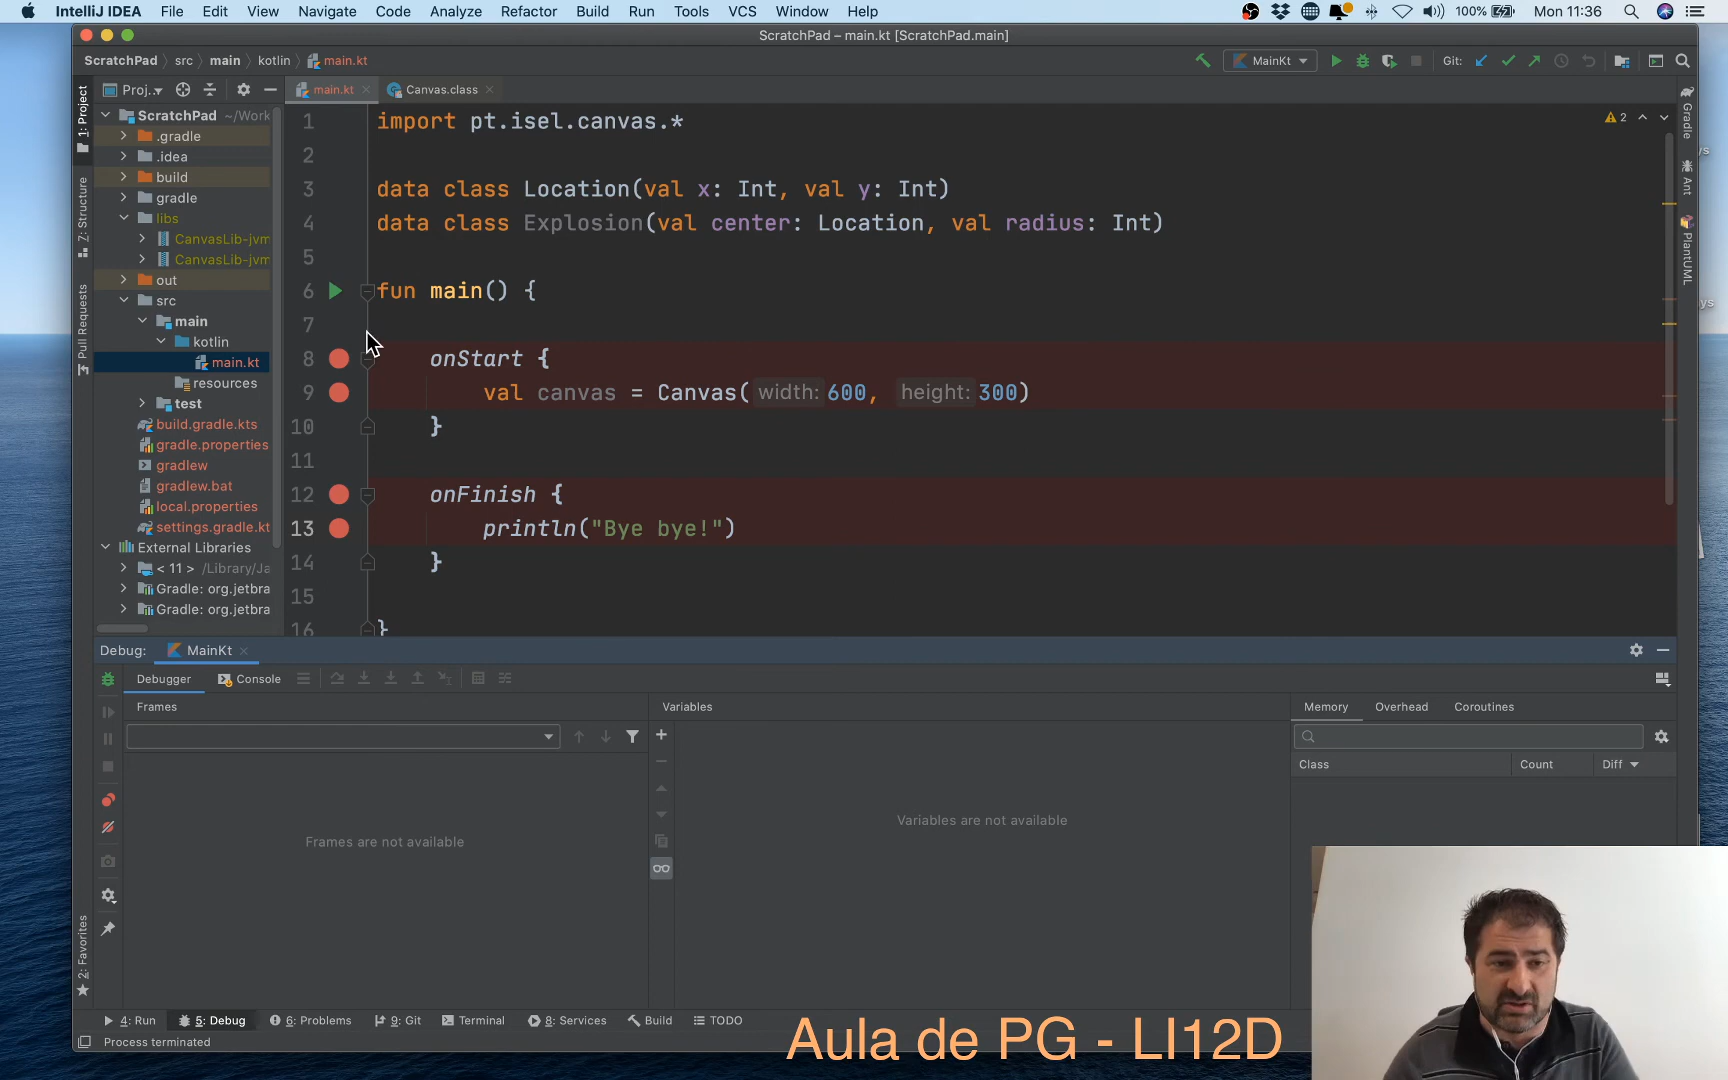 IntelliJ IDEA File Edit View Navigate Code Analyze Refactor Build Run Tools VCS Window Help 100% Mon 11:36
ScratchPad – main.kt [ScratchPad.main]
ScratchPad src main kotlin main.kt MainKt Git:
Proj.. main.kt Canvas.class
1: Project
ScratchPad ~/Work
.gradle
.idea
build
gradle
libs
CanvasLib-jvm
CanvasLib-jvm
out
src
main
kotlin
main.kt
resources
test
build.gradle.kts
gradle.properties
gradlew
gradlew.bat
local.properties
settings.gradle.kt
External Libraries
< 11 > /Library/Ja
Gradle: org.jetbra
Gradle: org.jetbra
7: Structure
Pull Requests
2: Favorites
1 import pt.isel.canvas.*
2
3 data class Location(val x: Int, val y: Int)
4 data class Explosion(val center: Location, val radius: Int)
5
6 fun main() {
7
8 onStart {
9 val canvas = Canvas( width: 600, height: 300)
10 }
11
12 onFinish {
13 println("Bye bye!")
14 }
15
16 }
2
Gradle
Ant
PlantUML
ys
ys
Debug: MainKt
Debugger Console
Frames Variables Memory Overhead Coroutines
Class Count Diff
Frames are not available
Variables are not available
4: Run 5: Debug 6: Problems 9: Git Terminal 8: Services Build TODO
Process terminated
Aula de PG - LI12D